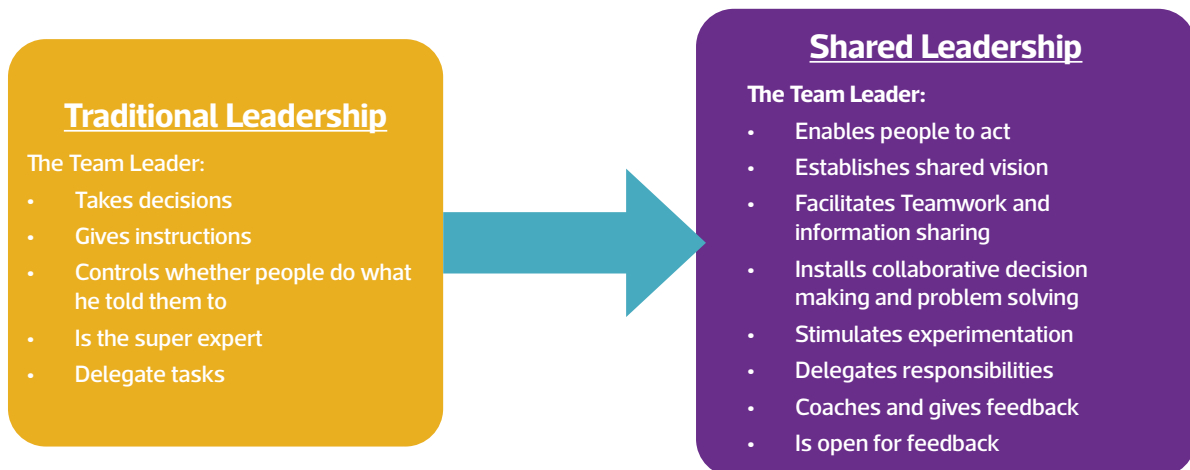 Traditional Leadership
The Team Leader:
• Takes decisions
• Gives instructions
• Controls whether people do what
he told them to
• Is the super expert
• Delegate tasks
Shared Leadership
The Team Leader:
• Enables people to act
• Establishes shared vision
• Facilitates Teamwork and
information sharing
• Installs collaborative decision
making and problem solving
• Stimulates experimentation
• Delegates responsibilities
• Coaches and gives feedback
• Is open for feedback